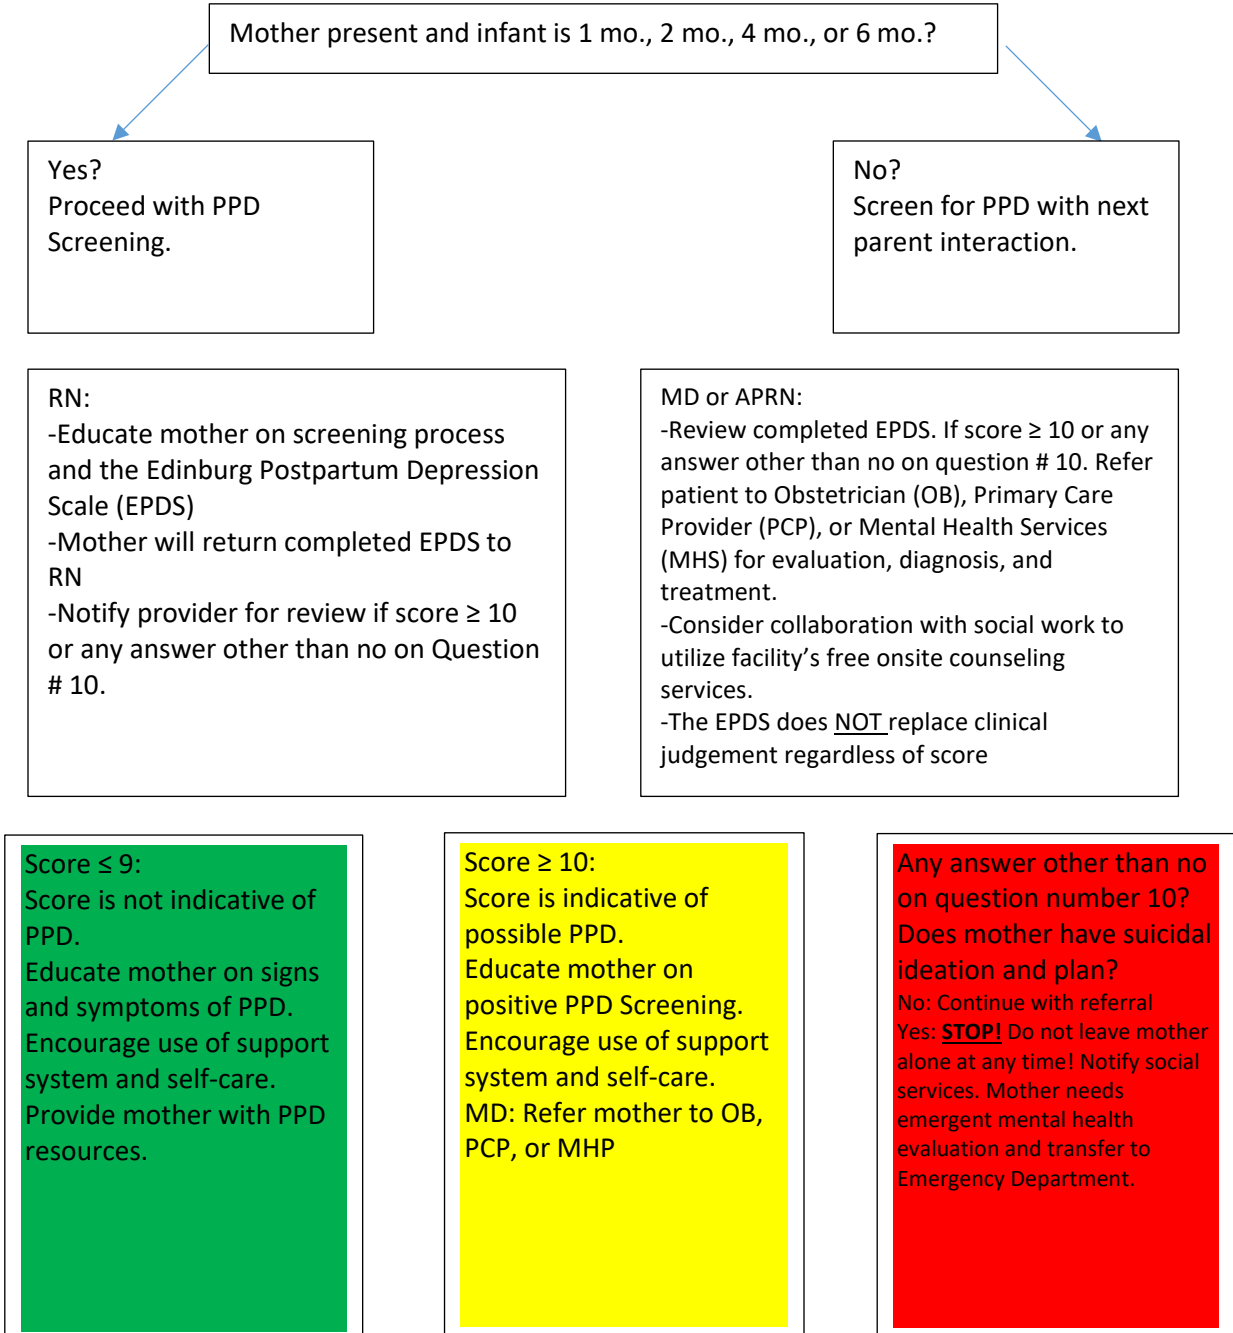 Mother present and infant is 1 mo., 2 mo., 4 mo., or 6 mo.?
Yes?
Proceed with PPD
Screening.
No?
Screen for PPD with next
parent interaction.
RN:
-Educate mother on screening process
and the Edinburg Postpartum Depression
Scale (EPDS)
-Mother will return completed EPDS to
RN
-Notify provider for review if score ≥ 10
or any answer other than no on Question
# 10.
MD or APRN:
-Review completed EPDS. If score ≥ 10 or any
answer other than no on question # 10. Refer
patient to Obstetrician (OB), Primary Care
Provider (PCP), or Mental Health Services
(MHS) for evaluation, diagnosis, and
treatment.
-Consider collaboration with social work to
utilize facility’s free onsite counseling
services.
-The EPDS does NOT replace clinical
judgement regardless of score
Score ≤ 9:
Score is not indicative of
PPD.
Educate mother on signs
and symptoms of PPD.
Encourage use of support
system and self-care.
Provide mother with PPD
resources.
Score ≥ 10:
Score is indicative of
possible PPD.
Educate mother on
positive PPD Screening.
Encourage use of support
system and self-care.
MD: Refer mother to OB,
PCP, or MHP
Any answer other than no
on question number 10?
Does mother have suicidal
ideation and plan?
No: Continue with referral
Yes: STOP! Do not leave mother
alone at any time! Notify social
services. Mother needs
emergent mental health
evaluation and transfer to
Emergency Department.